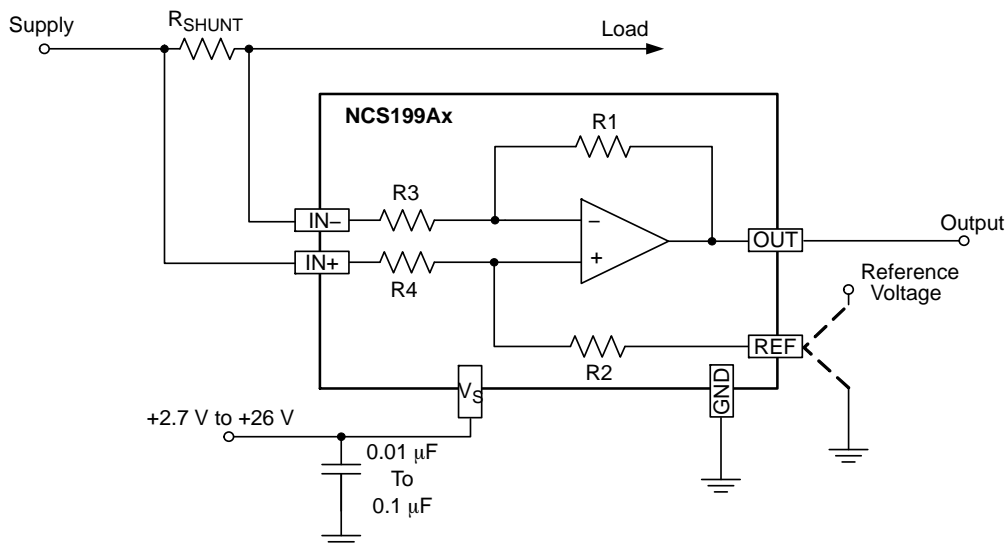 Supply
RSHUNT
Load
NCS199Ax
R1
IN−
R3
−
IN+
R4
+
OUT
Output
Reference
Voltage
R2
REF
VS
GND
+2.7 V to +26 V
0.01 μF
To
0.1 μF